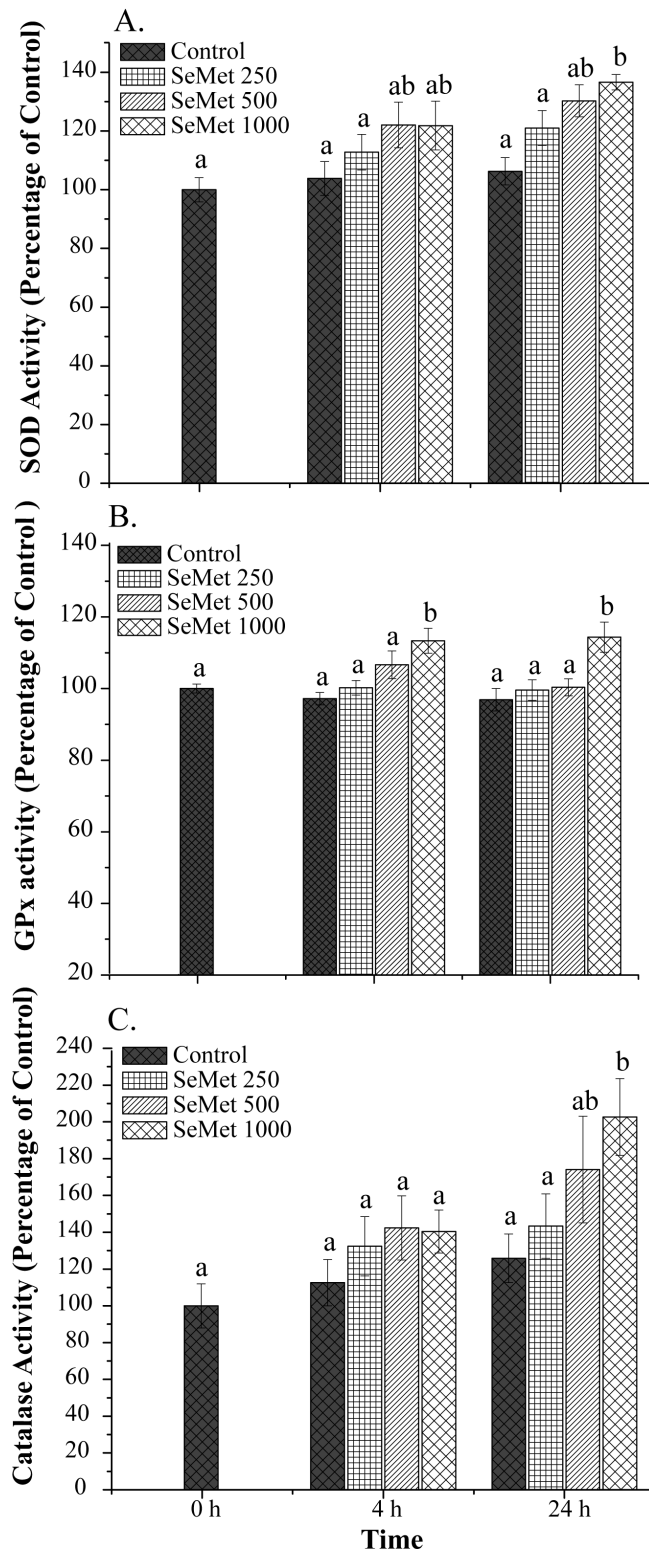 A.
Control
SeMet 250
SeMet 500
SeMet 1000
SOD Activity (Percentage of Control)
140
120
100
80
60
40
20
0
a
a
a
ab
ab
a
a
ab
b
B.
Control
SeMet 250
SeMet 500
SeMet 1000
GPx activity (Percentage of Control )
140
120
100
80
60
40
20
a
a
a
a
b
a
a
a
b
C.
Control
SeMet 250
SeMet 500
SeMet 1000
Catalase Activity (Percentage of Control)
240
220
200
180
160
140
120
100
80
60
40
20
0
a
a
a
a
a
a
a
ab
b
0 h
4 h
24 h
Time